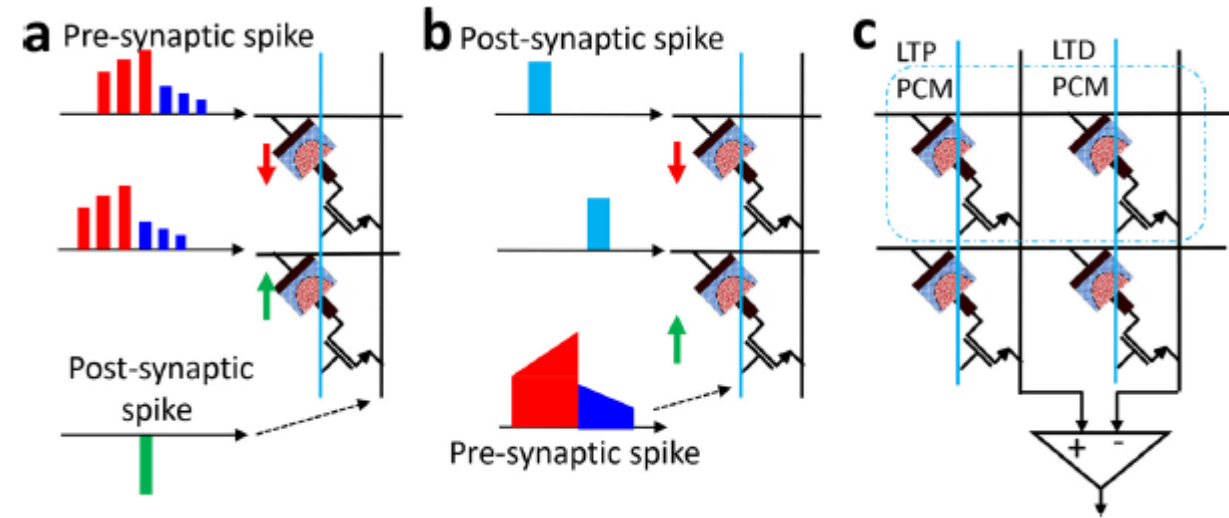 a
Pre-synaptic spike
Post-synaptic
spike
b
Post-synaptic spike
Pre-synaptic spike
c
LTP
PCM
LTD
PCM
+ -